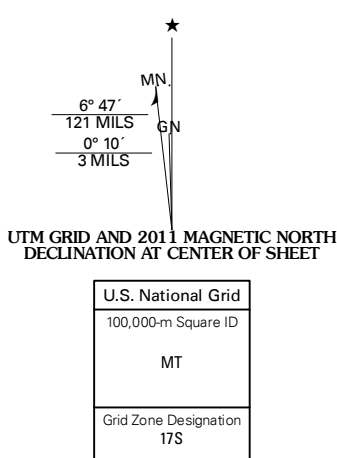 ★
MN.
6° 47´
121 MILS
GN
0° 10´
3 MILS
UTM GRID AND 2011 MAGNETIC NORTH
DECLINATION AT CENTER OF SHEET
U.S. National Grid
100,000-m Square ID
MT
Grid Zone Designation
17S